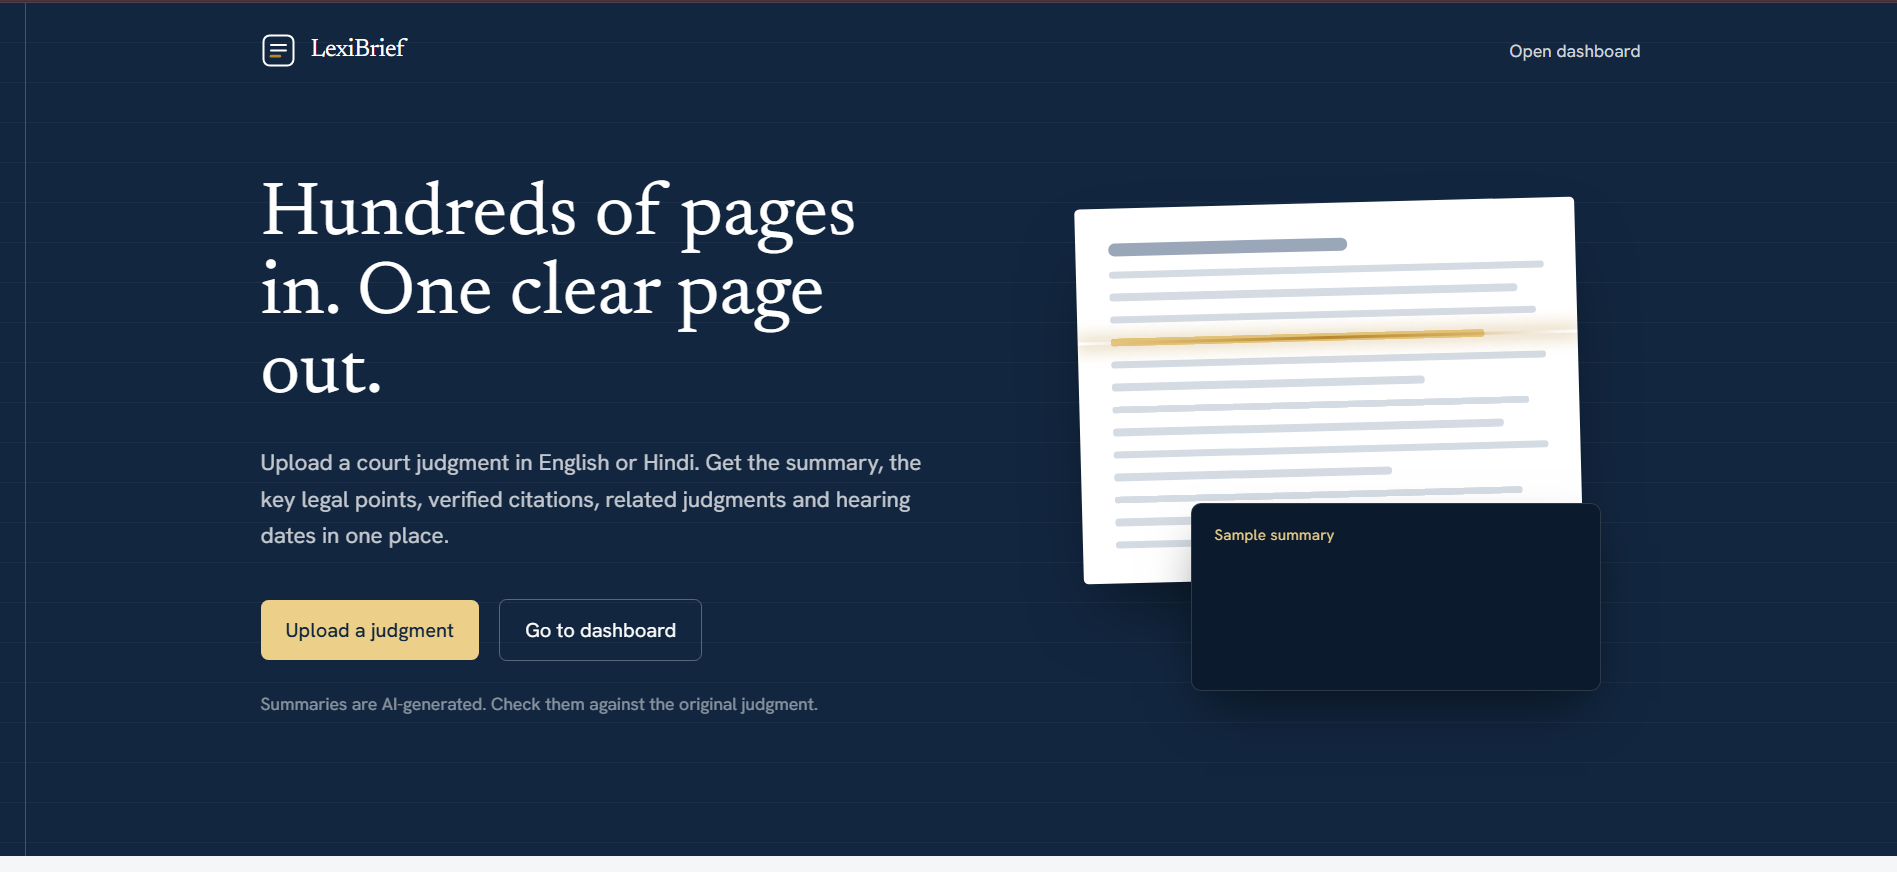 LexiBrief
Open dashboard
Hundreds of pages
in. One clear page
out.
Upload a court judgment in English or Hindi. Get the summary, the
key legal points, verified citations, related judgments and hearing
dates in one place.
Upload a judgment
Go to dashboard
Summaries are AI-generated. Check them against the original judgment.
Sample summary